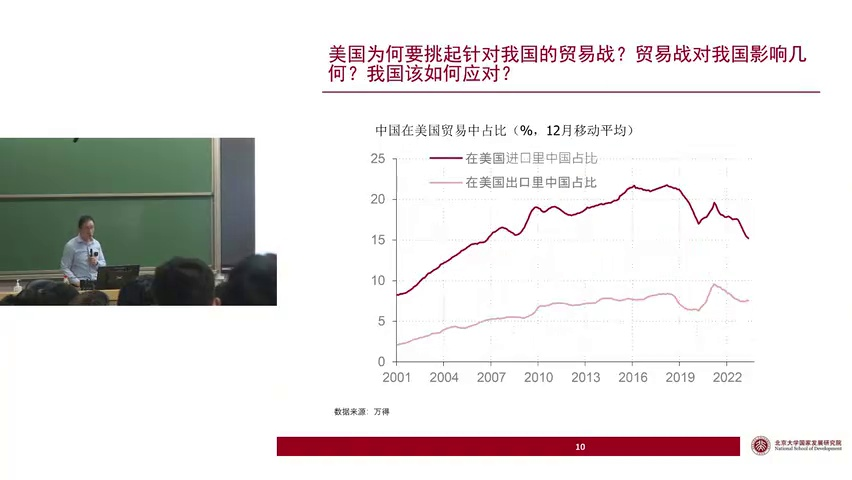 美国为何要挑起针对我国的贸易战？贸易战对我国影响几
何？我国该如何应对？
中国在美国贸易中占比（%，12月移动平均）
在美国进口里中国占比
在美国出口里中国占比
25
20
15
10
5
0
2001 2004 2007 2010 2013 2016 2019 2022
数据来源：万得
10
北京大学国家发展研究院
National School of Development